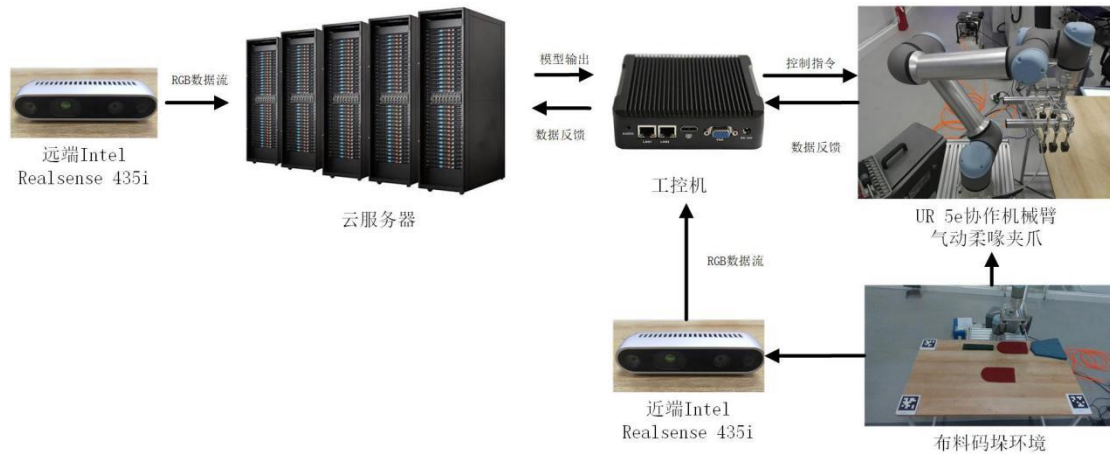 RGB数据流
模型输出
控制指令
数据反馈
数据反馈
远端Intel
Realsense 435i
云服务器
工控机
UR 5e协作机械臂
气动柔喙夹爪
RGB数据流
近端Intel
Realsense 435i
布料码垛环境